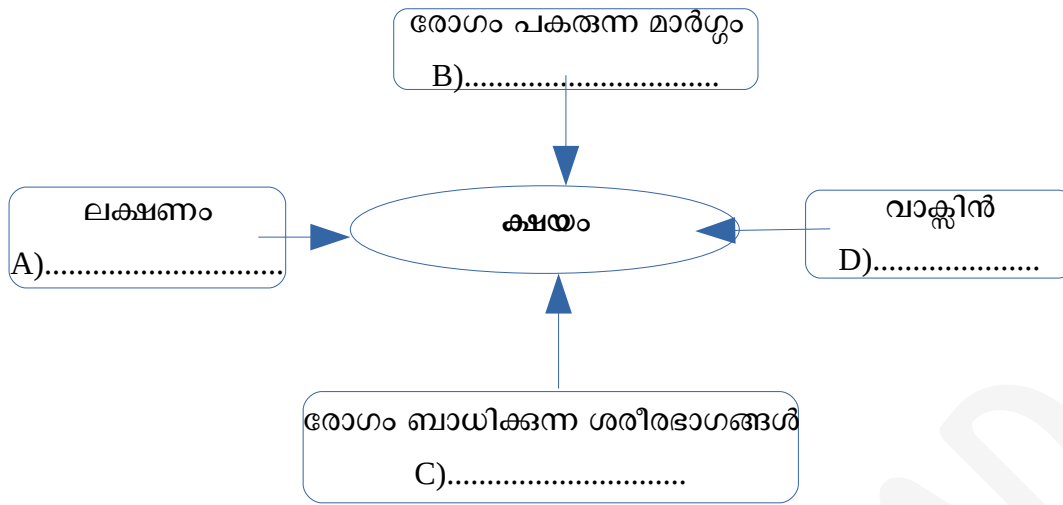 രോഗം പകരുന്ന മാർഗ്ഗം
B)................................
ലക്ഷണം
A)..............................
ക്ഷയം
വാക്സിൻ
D).....................
രോഗം ബാധിക്കുന്ന ശരീരഭാഗങ്ങൾ
C)..............................